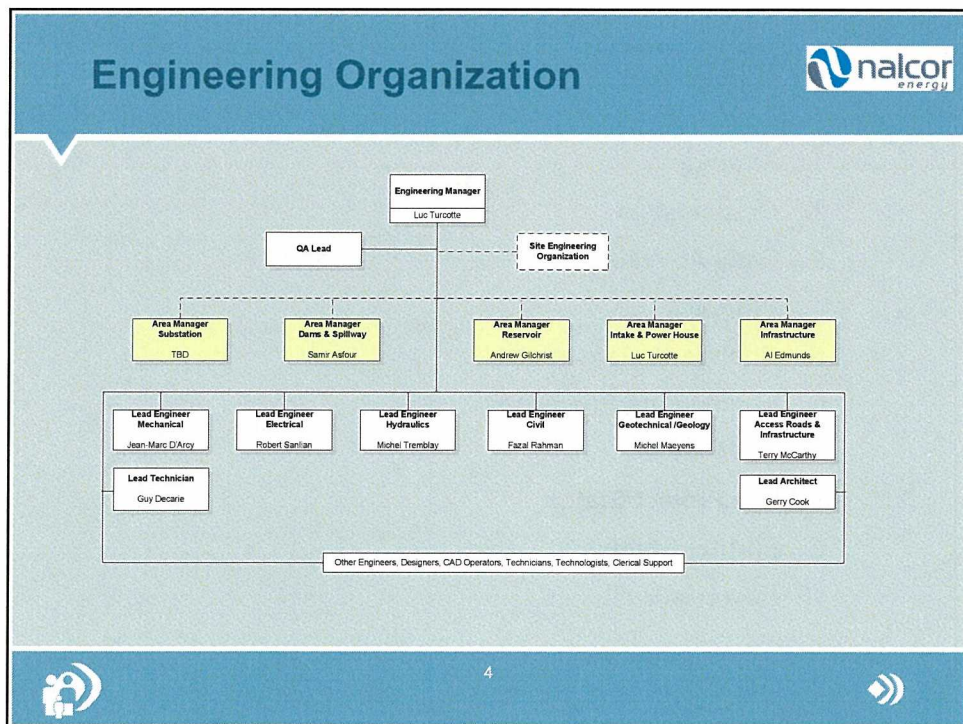 Engineering Organization
nalcor
energy
Engineering Manager
Luc Turcotte
QA Lead
Site Engineering
Organization
Area Manager
Substation
TBD
Area Manager
Dams & Spillway
Samir Asfour
Area Manager
Reservoir
Andrew Gilchrist
Area Manager
Intake & Power House
Luc Turcotte
Area Manager
Infrastructure
Al Edmunds
Lead Engineer
Mechanical
Jean-Marc D'Arcy
Lead Engineer
Electrical
Robert Sanlian
Lead Engineer
Hydraulics
Michel Tremblay
Lead Engineer
Civil
Fazal Rahman
Lead Engineer
Geotechnical /Geology
Michel Maeyens
Lead Engineer
Access Roads &
Infrastructure
Terry McCarthy
Lead Technician
Guy Decarie
Lead Architect
Gerry Cook
Other Engineers, Designers, CAD Operators, Technicians, Technologists, Clerical Support
4